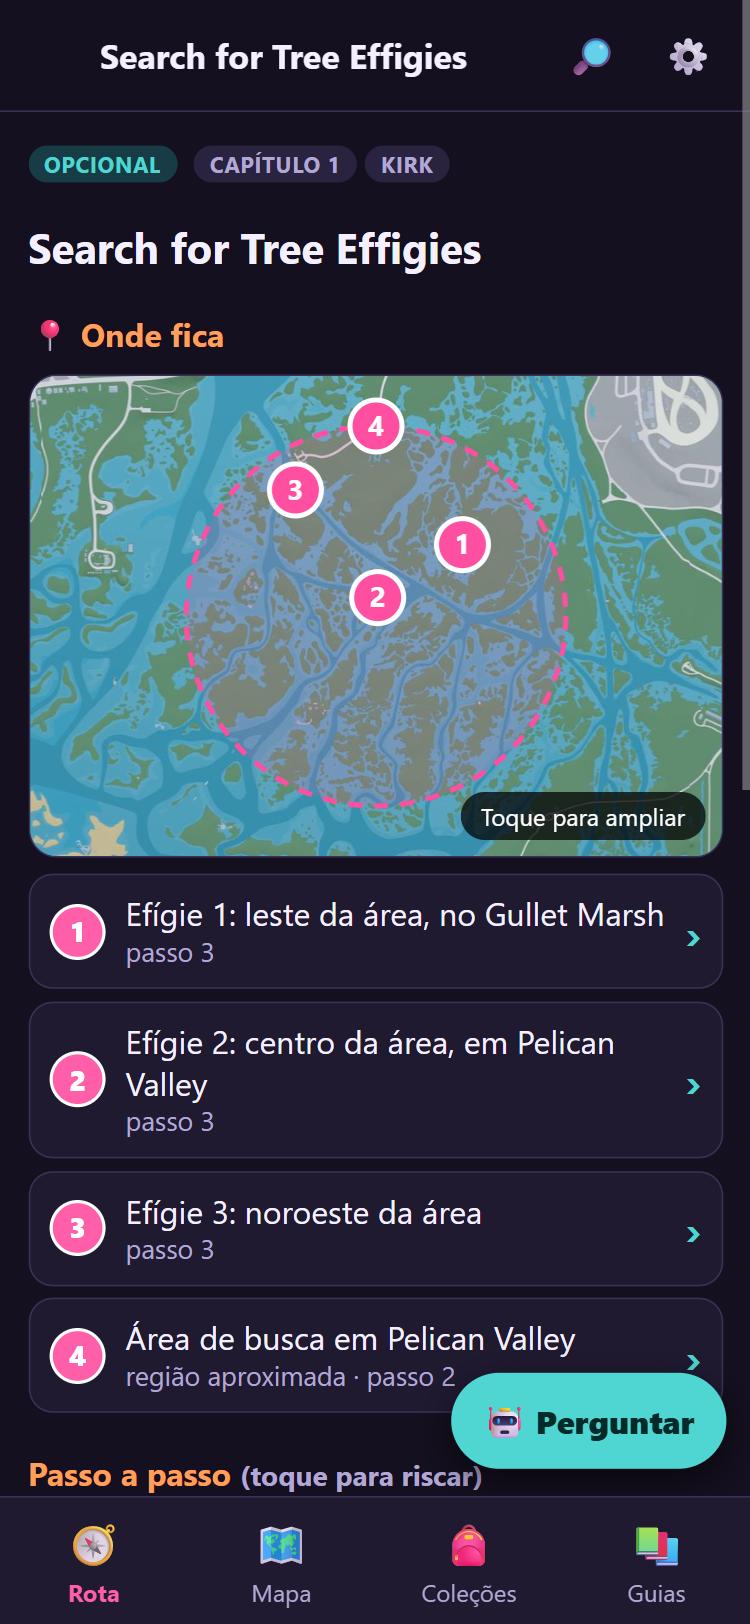 Search for Tree Effigies
OPCIONAL
CAPÍTULO 1
KIRK
Search for Tree Effigies
Onde fica
4
3
1
2
Toque para ampliar
1
Efígie 1: leste da área, no Gullet Marsh
passo 3
2
Efígie 2: centro da área, em Pelican
Valley
passo 3
3
Efígie 3: noroeste da área
passo 3
4
Área de busca em Pelican Valley
região aproximada · passo 2
Perguntar
Passo a passo (toque para riscar)
Rota
Mapa
Coleções
Guias